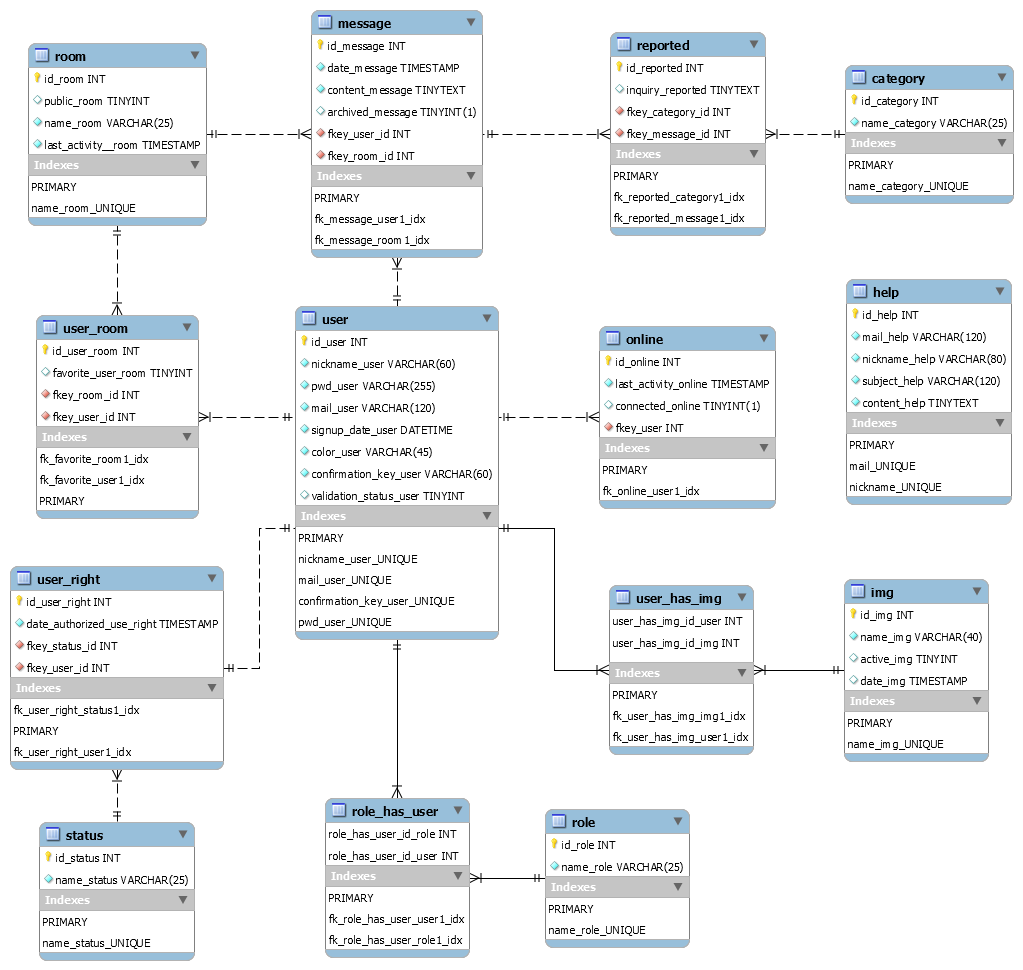 room
id_room INT
public_room TINYINT
name_room VARCHAR(25)
last_activity__room TIMESTAMP
Indexes
PRIMARY
name_room_UNIQUE
message
id_message INT
date_message TIMESTAMP
content_message TINYTEXT
archived_message TINYINT(1)
fkey_user_id INT
fkey_room_id INT
Indexes
PRIMARY
fk_message_user1_idx
fk_message_room1_idx
reported
id_reported INT
inquiry_reported TINYTEXT
fkey_category_id INT
fkey_message_id INT
Indexes
PRIMARY
fk_reported_category1_idx
fk_reported_message1_idx
category
id_category INT
name_category VARCHAR(25)
Indexes
PRIMARY
name_category_UNIQUE
user_room
id_user_room INT
favorite_user_room TINYINT
fkey_room_id INT
fkey_user_id INT
Indexes
fk_favorite_room1_idx
fk_favorite_user1_idx
PRIMARY
user
id_user INT
nickname_user VARCHAR(60)
pwd_user VARCHAR(255)
mail_user VARCHAR(120)
signup_date_user DATETIME
color_user VARCHAR(45)
confirmation_key_user VARCHAR(60)
validation_status_user TINYINT
Indexes
PRIMARY
nickname_user_UNIQUE
mail_user_UNIQUE
confirmation_key_user_UNIQUE
pwd_user_UNIQUE
online
id_online INT
last_activity_online TIMESTAMP
connected_online TINYINT(1)
fkey_user INT
Indexes
PRIMARY
fk_online_user1_idx
help
id_help INT
mail_help VARCHAR(120)
nickname_help VARCHAR(80)
subject_help VARCHAR(120)
content_help TINYTEXT
Indexes
PRIMARY
mail_UNIQUE
nickname_UNIQUE
user_right
id_user_right INT
date_authorized_use_right TIMESTAMP
fkey_status_id INT
fkey_user_id INT
Indexes
fk_user_right_status1_idx
PRIMARY
fk_user_right_user1_idx
user_has_img
user_has_img_id_user INT
user_has_img_id_img INT
Indexes
PRIMARY
fk_user_has_img_img1_idx
fk_user_has_img_user1_idx
img
id_img INT
name_img VARCHAR(40)
active_img TINYINT
date_img TIMESTAMP
Indexes
PRIMARY
name_img_UNIQUE
status
id_status INT
name_status VARCHAR(25)
Indexes
PRIMARY
name_status_UNIQUE
role_has_user
role_has_user_id_role INT
role_has_user_id_user INT
Indexes
PRIMARY
fk_role_has_user_user1_idx
fk_role_has_user_role1_idx
role
id_role INT
name_role VARCHAR(25)
Indexes
PRIMARY
name_role_UNIQUE